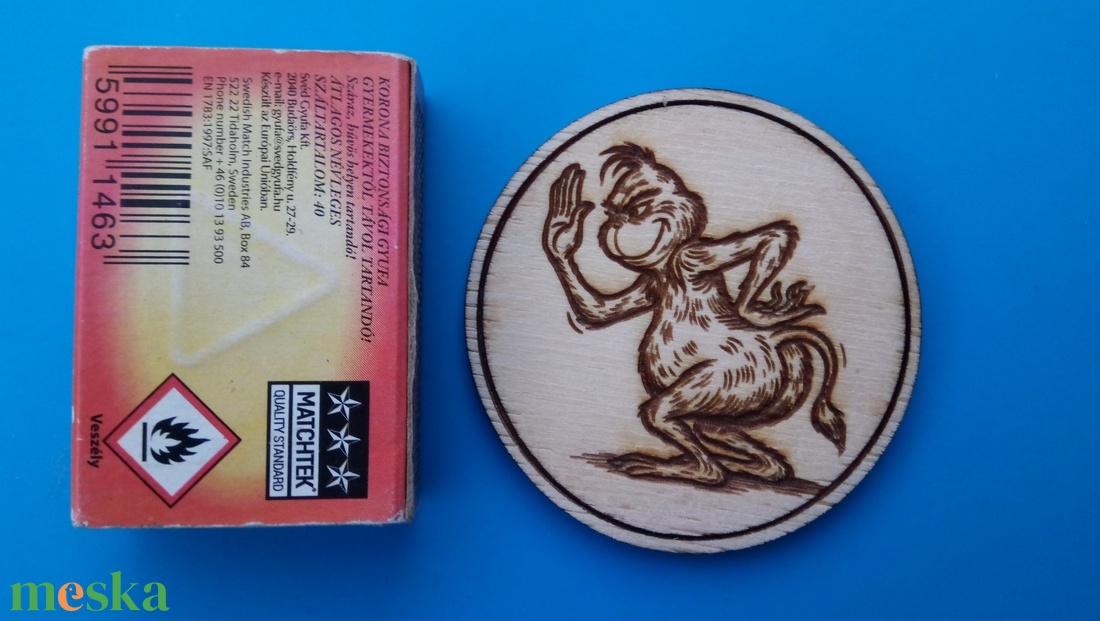 KORONA BIZTONSÁGI GYUFA
GYERMEKEKTŐL TÁVOL TARTANDÓ!
Száraz, hűvös helyen tartandó!
ÁTLAGOS NÉVLEGES
SZÁLTARTALOM: 40
Svéd Gyufa Kft.
2040 Budaörs, Holdfény u. 27-29.
e-mail: gyufa@svedgyufa.hu
Készült az Európai Unióban.
Swedish Match Industries AB, Box 84
522 22 Tidaholm, Sweden
Phone number + 46 (0)10 13 93 500
EN 1783:1997:SAF
5991 1463
MATCHTEK®
QUALITY STANDARD
Veszély
meska